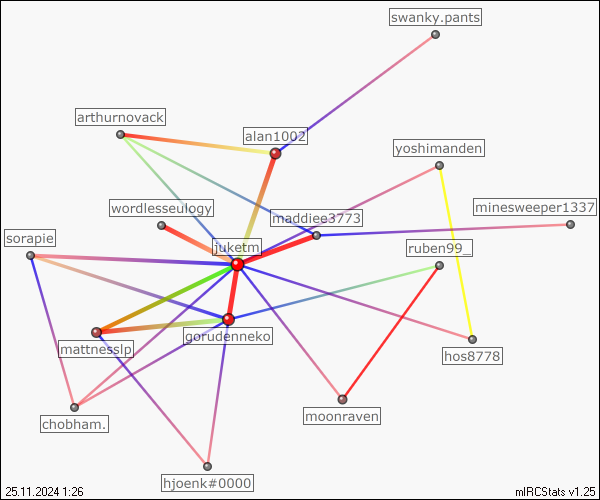 swanky.pants
arthurnovack
alan1002
yoshimanden
wordlesseulogy
maddiee3773
minesweeper1337
sorapie
juketm
ruben99_
gorudenneko
mattnesslp
hos8778
moonraven
chobham.
hjoenk#0000
25.11.2024 1:26
mIRCStats v1.25